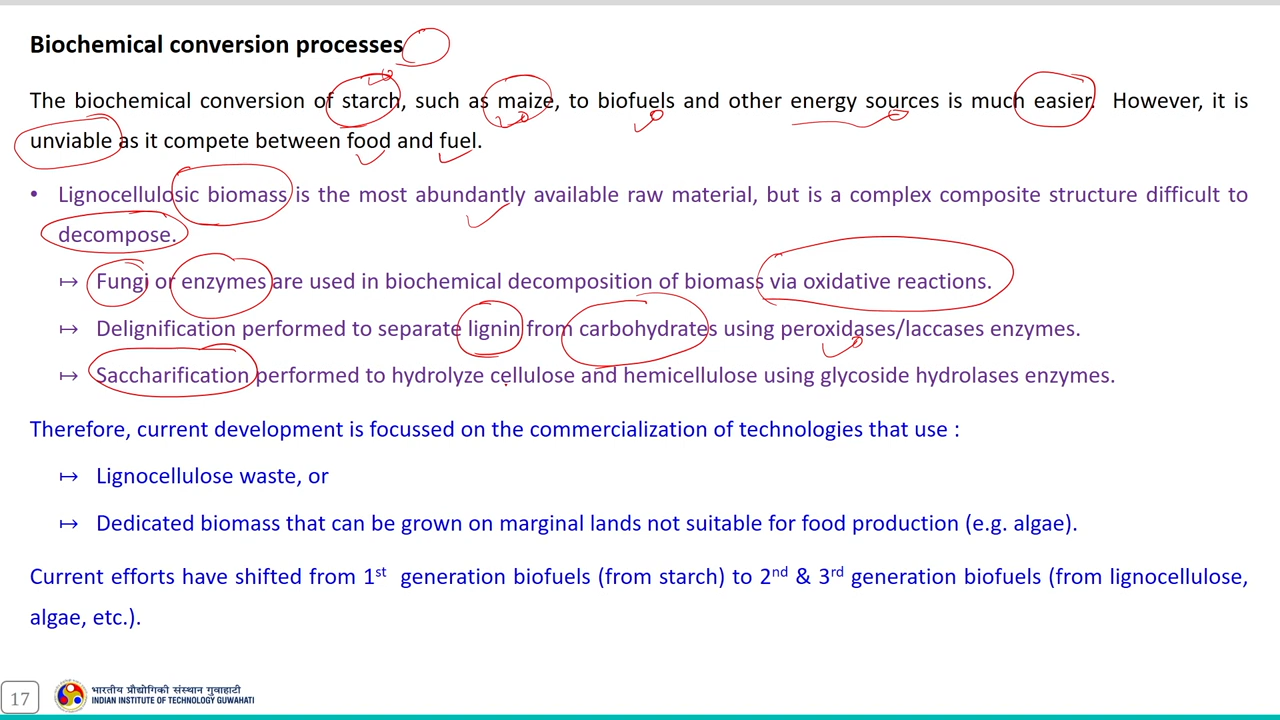 Biochemical conversion processes
The biochemical conversion of starch, such as maize, to biofuels and other energy sources is much easier. However, it is
unviable as it compete between food and fuel.
• Lignocellulosic biomass is the most abundantly available raw material, but is a complex composite structure difficult to
decompose.
↦ Fungi or enzymes are used in biochemical decomposition of biomass via oxidative reactions.
↦ Delignification performed to separate lignin from carbohydrates using peroxidases/laccases enzymes.
↦ Saccharification performed to hydrolyze cellulose and hemicellulose using glycoside hydrolases enzymes.
Therefore, current development is focussed on the commercialization of technologies that use :
↦ Lignocellulose waste, or
↦ Dedicated biomass that can be grown on marginal lands not suitable for food production (e.g. algae).
Current efforts have shifted from 1st generation biofuels (from starch) to 2nd & 3rd generation biofuels (from lignocellulose,
algae, etc.).
17
भारतीय प्रौद्योगिकी संस्थान गुवाहाटी
INDIAN INSTITUTE OF TECHNOLOGY GUWAHATI